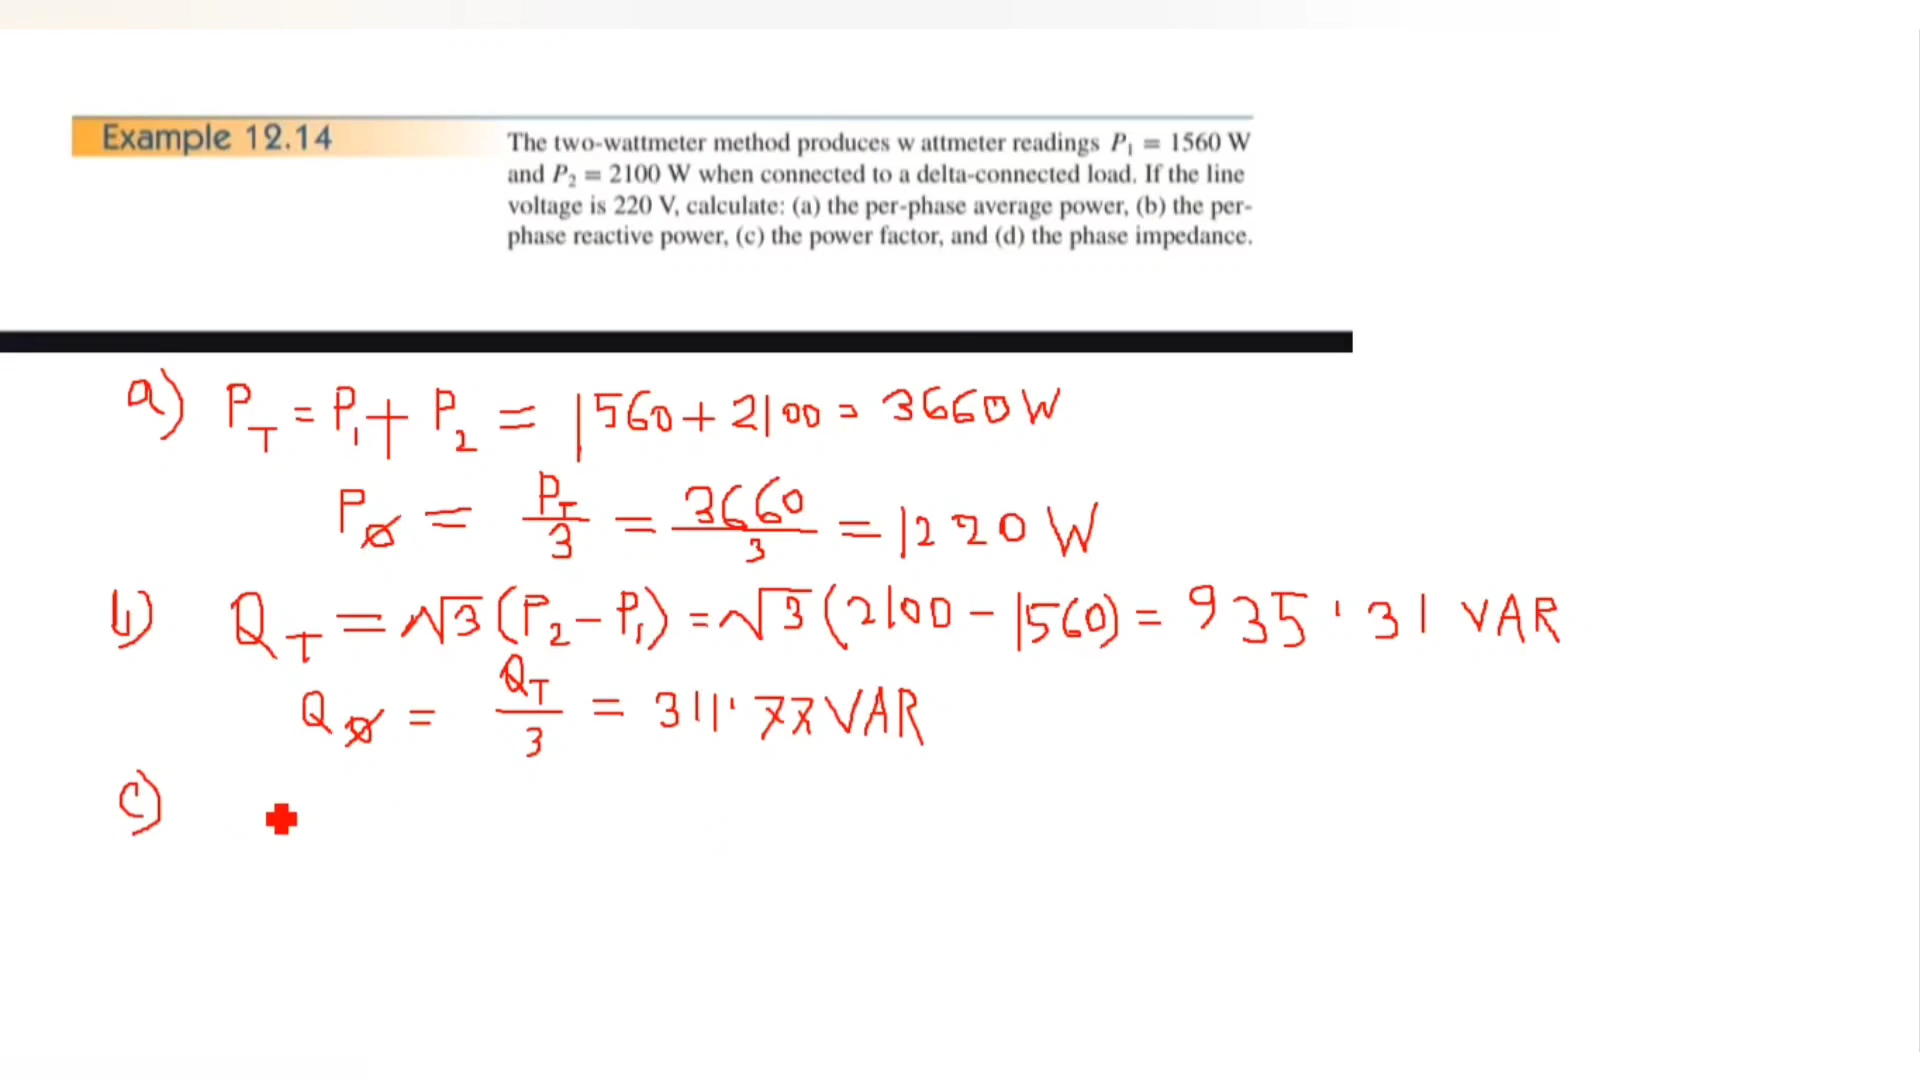 Example 12.14
The two-wattmeter method produces w attmeter readings P₁ = 1560 W
and P₂ = 2100 W when connected to a delta-connected load. If the line
voltage is 220 V, calculate: (a) the per-phase average power, (b) the per-
phase reactive power, (c) the power factor, and (d) the phase impedance.
a) P_T = P₁ + P₂ = 1560 + 2100 = 3660 W
P_Ø = P_T/3 = 3660/3 = 1220 W
b) Q_T = √3 (P₂ - P₁) = √3 (2100 - 1560) = 935.31 VAR
Q_Ø = Q_T/3 = 311.77 VAR
c)